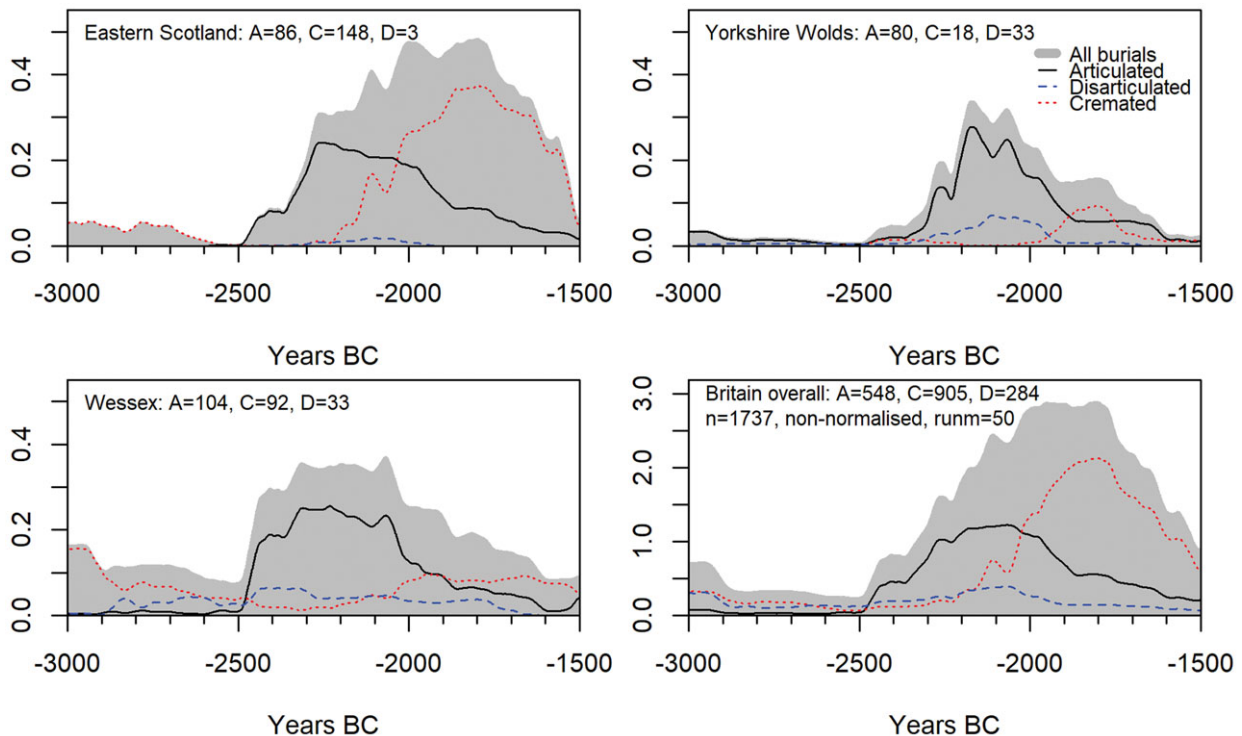 Eastern Scotland: A=86, C=148, D=3
0.4
0.2
0.0
-3000 -2500 -2000 -1500
Years BC
Yorkshire Wolds: A=80, C=18, D=33
All burials
Articulated
Disarticulated
Cremated
0.4
0.2
0.0
-3000 -2500 -2000 -1500
Years BC
Wessex: A=104, C=92, D=33
0.4
0.2
0.0
-3000 -2500 -2000 -1500
Years BC
Britain overall: A=548, C=905, D=284
n=1737, non-normalised, runm=50
3.0
2.0
1.0
0.0
-3000 -2500 -2000 -1500
Years BC